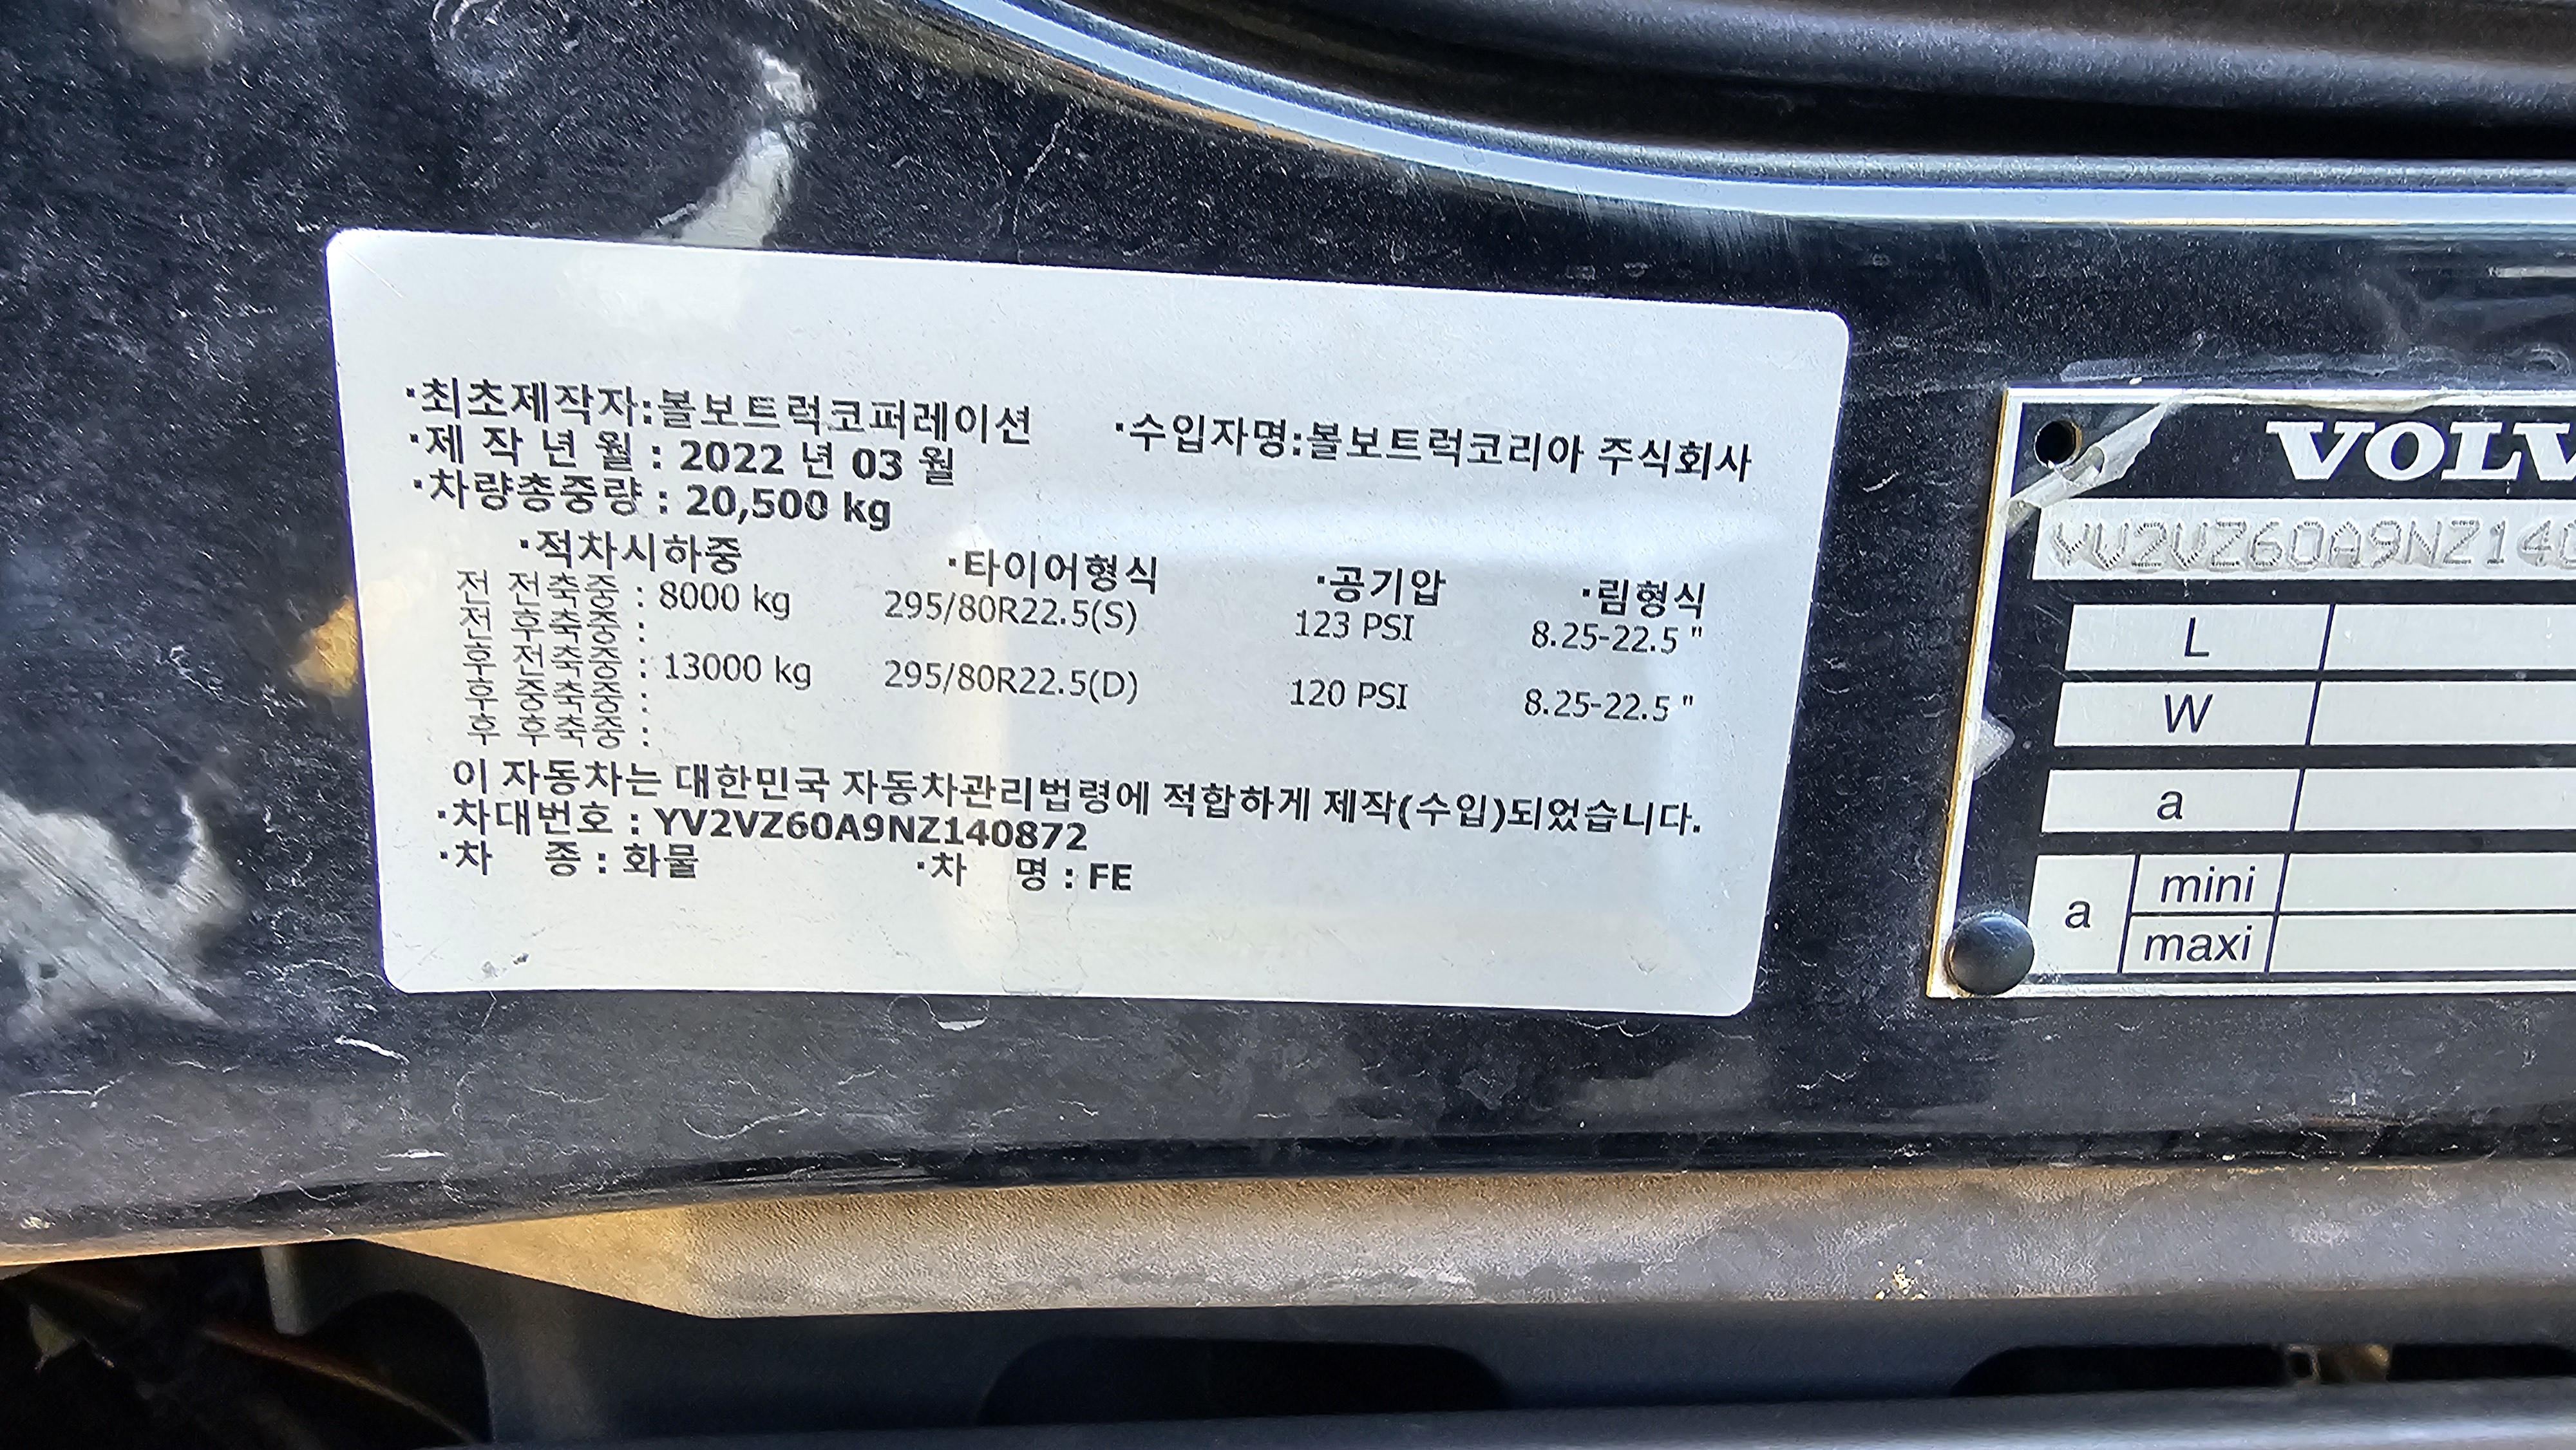 ·최초제작자:볼보트럭코퍼레이션 ·수입자명:볼보트럭코리아 주식회사
·제 작 년 월 : 2022 년 03 월
·차량총중량 : 20,500 kg
·적차시하중 ·타이어형식 ·공기압 ·림형식
전 전축중 : 8000 kg 295/80R22.5(S) 123 PSI 8.25-22.5 "
전 후축중 :
후 전축중 : 13000 kg 295/80R22.5(D) 120 PSI 8.25-22.5 "
후 중축중 :
후 후축중 :
이 자동차는 대한민국 자동차관리법령에 적합하게 제작(수입)되었습니다.
·차대번호 : YV2VZ60A9NZ140872
·차 종 : 화물 ·차 명 : FE
VOLV
YV2VZ60A9NZ14
L
W
a
a mini
maxi